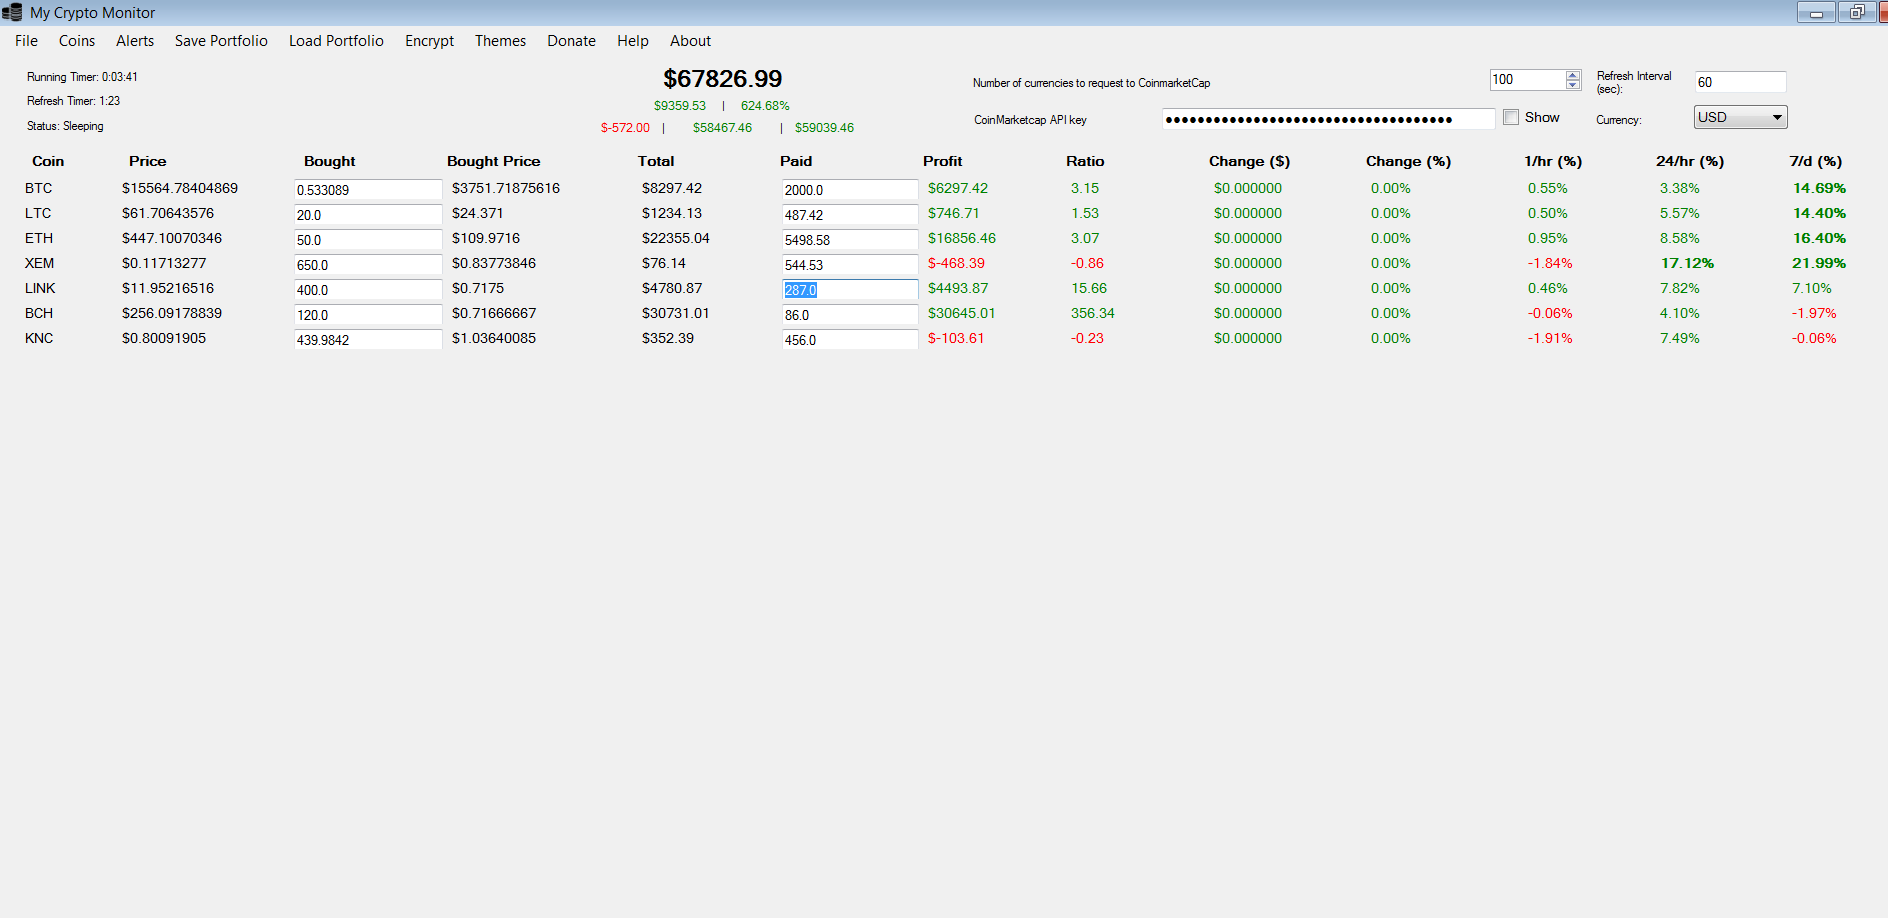 My Crypto Monitor
File Coins Alerts Save Portfolio Load Portfolio Encrypt Themes Donate Help About
Running Timer: 0:03:41
Refresh Timer: 1:23
Status: Sleeping
$67826.99
$9359.53 | 624.68%
$-572.00 | $58467.46 | $59039.46
Number of currencies to request to CoinmarketCap 100
Refresh Interval
(sec): 60
CoinMarketcap API key ●●●●●●●●●●●●●●●●●●●●●●●●●●●●●●●●●●●● Show
Currency: USD
Coin Price Bought Bought Price Total Paid Profit Ratio Change ($) Change (%) 1/hr (%) 24/hr (%) 7/d (%)
BTC $15564.78404869 0.533089 $3751.71875616 $8297.42 2000.0 $6297.42 3.15 $0.000000 0.00% 0.55% 3.38% 14.69%
LTC $61.70643576 20.0 $24.371 $1234.13 487.42 $746.71 1.53 $0.000000 0.00% 0.50% 5.57% 14.40%
ETH $447.10070346 50.0 $109.9716 $22355.04 5498.58 $16856.46 3.07 $0.000000 0.00% 0.95% 8.58% 16.40%
XEM $0.11713277 650.0 $0.83773846 $76.14 544.53 $-468.39 -0.86 $0.000000 0.00% -1.84% 17.12% 21.99%
LINK $11.95216516 400.0 $0.7175 $4780.87 287.0 $4493.87 15.66 $0.000000 0.00% 0.46% 7.82% 7.10%
BCH $256.09178839 120.0 $0.71666667 $30731.01 86.0 $30645.01 356.34 $0.000000 0.00% -0.06% 4.10% -1.97%
KNC $0.80091905 439.9842 $1.03640085 $352.39 456.0 $-103.61 -0.23 $0.000000 0.00% -1.91% 7.49% -0.06%